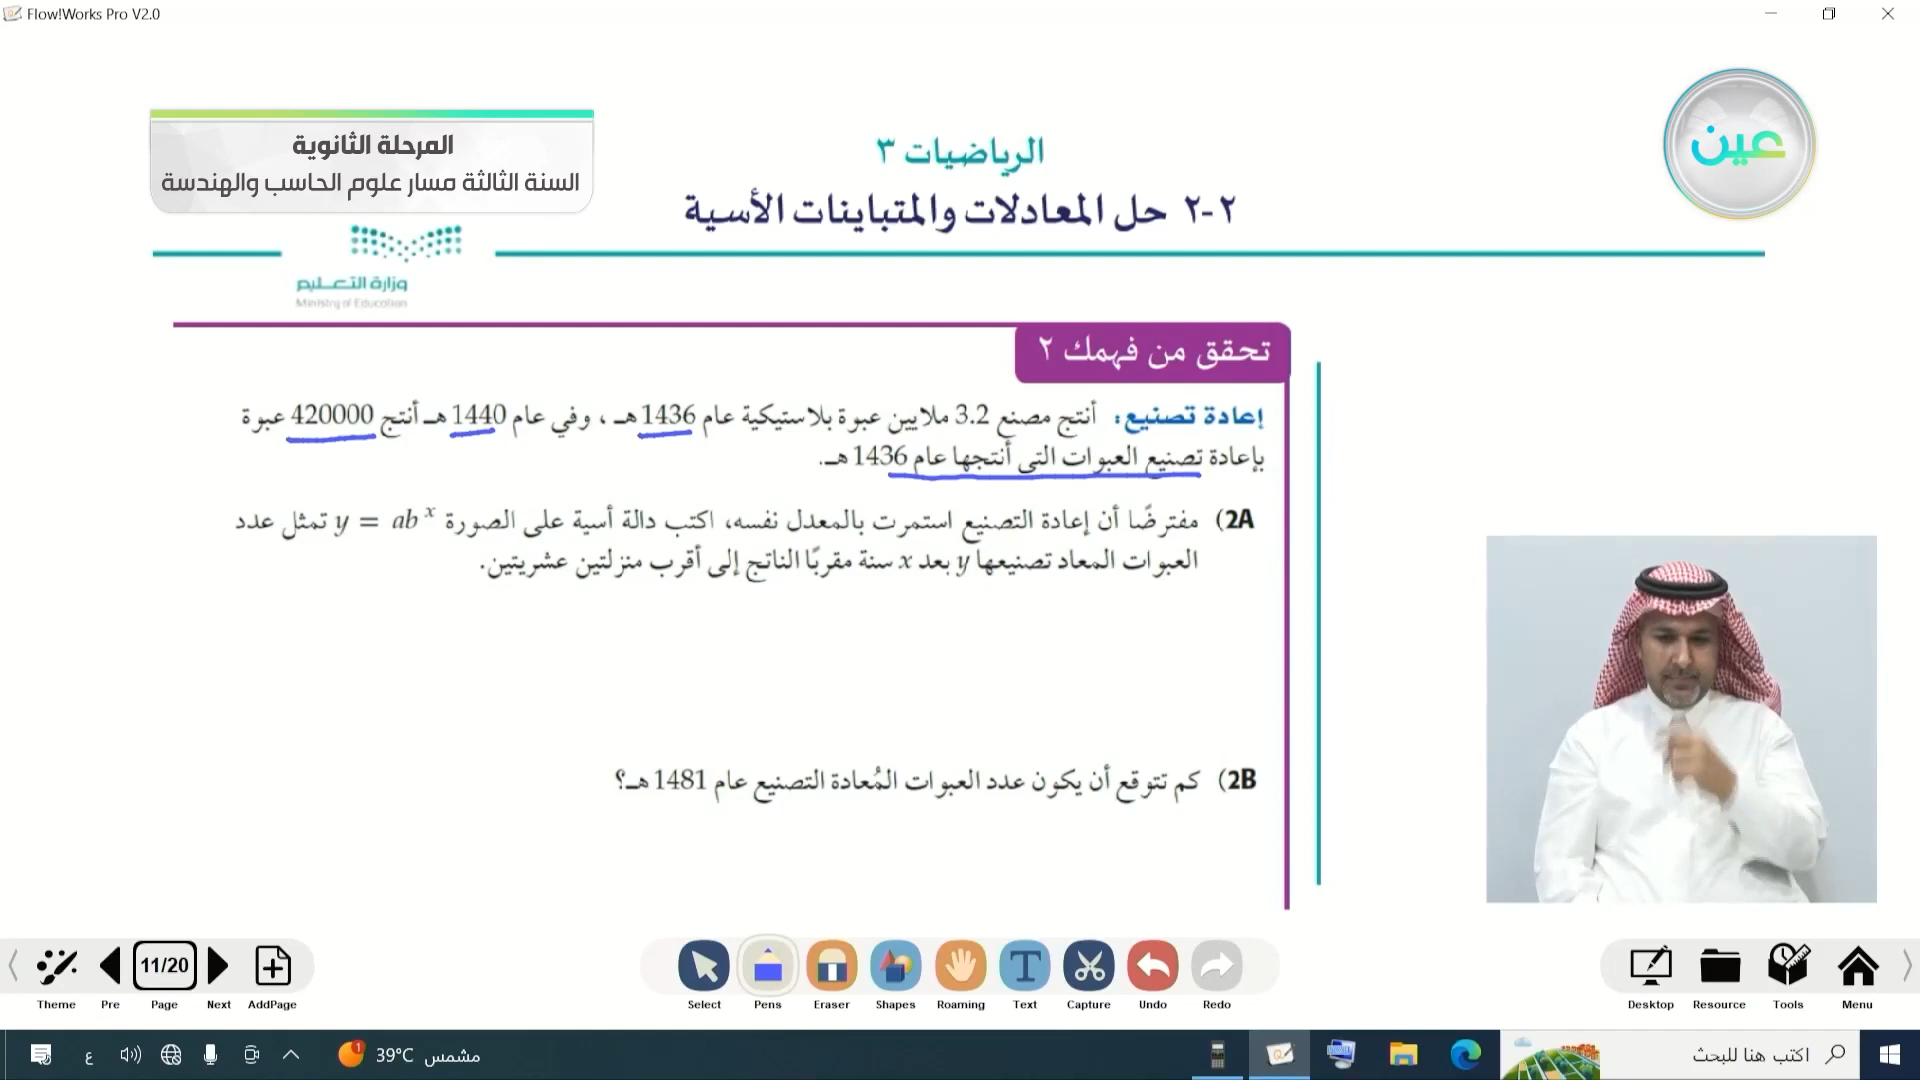 Flow!Works Pro V2.0
عين
المرحلة الثانوية
السنة الثالثة مسار علوم الحاسب والهندسة
الرياضيات ٣
٢-٢ حل المعادلات والمتباينات الأسية
وزارة التعليم
Ministry of Education
تحقق من فهمك ٢
إعادة تصنيع: أنتج مصنع 3.2 ملايين عبوة بلاستيكية عام 1436 هـ ، وفي عام 1440 هـ أنتج 420000 عبوة
بإعادة تصنيع العبوات التي أنتجها عام 1436 هـ.
2A) مفترضًا أن إعادة التصنيع استمرت بالمعدل نفسه، اكتب دالة أسية على الصورة y = ab^x تمثل عدد
العبوات المعاد تصنيعها y بعد x سنة مقربًا الناتج إلى أقرب منزلتين عشريتين.
2B) كم تتوقع أن يكون عدد العبوات المُعادة التصنيع عام 1481 هـ؟
11/20
Theme Pre Page Next AddPage
Select Pens Eraser Shapes Roaming Text Capture Undo Redo
Desktop Resource Tools Menu
ع
1
39°C مشمس
اكتب هنا للبحث